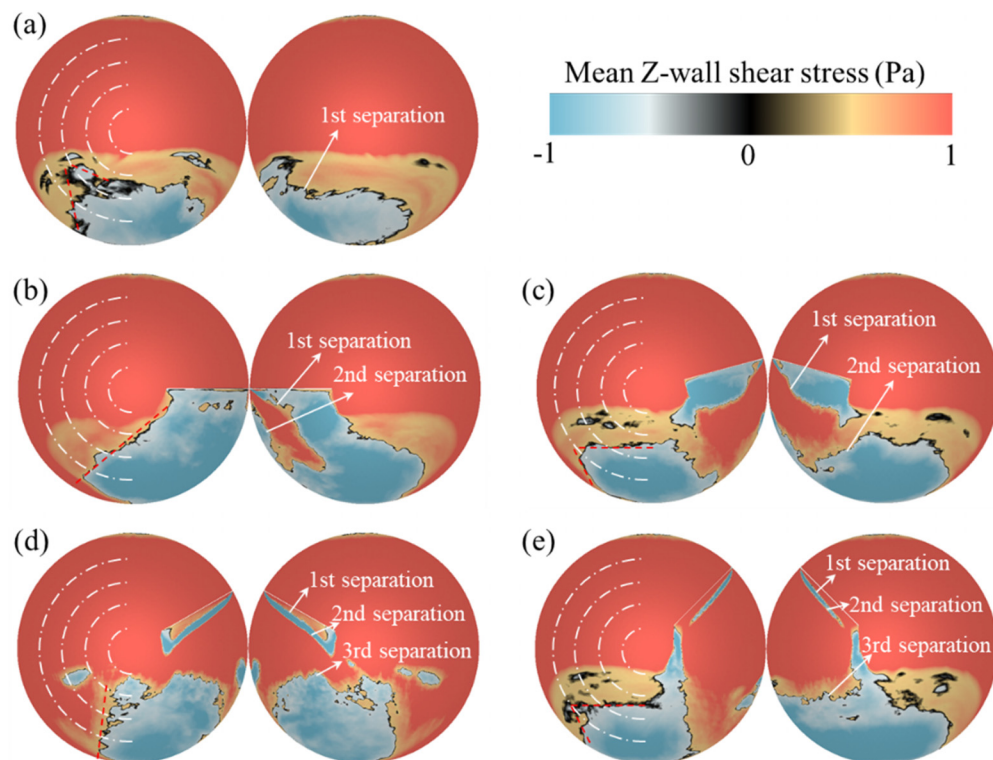 (a)
1st separation
Mean Z-wall shear stress (Pa)
-1 0 1
(b)
1st separation
2nd separation
(c)
1st separation
2nd separation
(d)
1st separation
2nd separation
3rd separation
(e)
1st separation
2nd separation
3rd separation